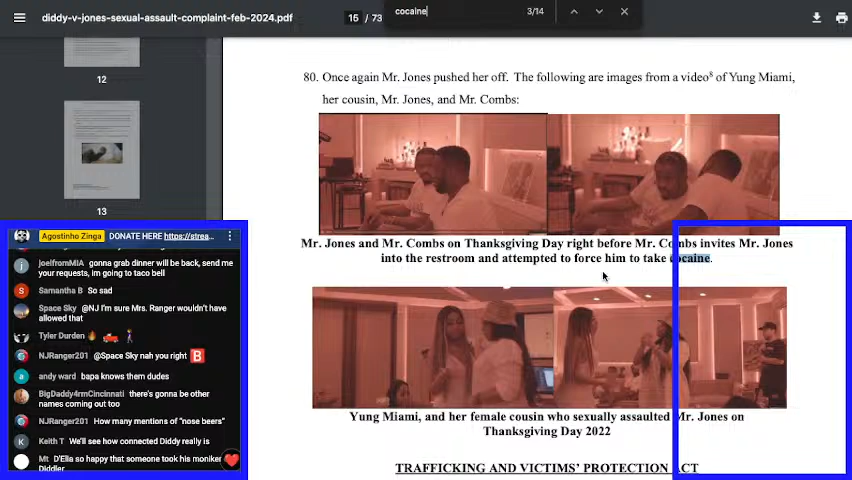 diddy-v-jones-sexual-assault-complaint-feb-2024.pdf
15 / 73
cocaine
3/14
12
13
80. Once again Mr. Jones pushed her off. The following are images from a video8 of Yung Miami,
her cousin, Mr. Jones, and Mr. Combs:
Mr. Jones and Mr. Combs on Thanksgiving Day right before Mr. Combs invites Mr. Jones
into the restroom and attempted to force him to take cocaine.
Yung Miami, and her female cousin who sexually assaulted Mr. Jones on
Thanksgiving Day 2022
TRAFFICKING AND VICTIMS' PROTECTION ACT
Agostinho Zinga DONATE HERE https://strea...
joelfromMIA gonna grab dinner will be back, send me
your requests, im going to taco bell
Samantha B So sad
Space Sky @NJ I'm sure Mrs. Ranger wouldn't have
allowed that
Tyler Durden
NJRanger201 @Space Sky nah you right B
andy ward bapa knows them dudes
BigDaddy4rmCincinnati there's gonna be other
names coming out too
NJRanger201 How many mentions of "nose beers"
Keith T We'll see how connected Diddy really is
Mt D'Elia so happy that someone took his moniker
Diddler